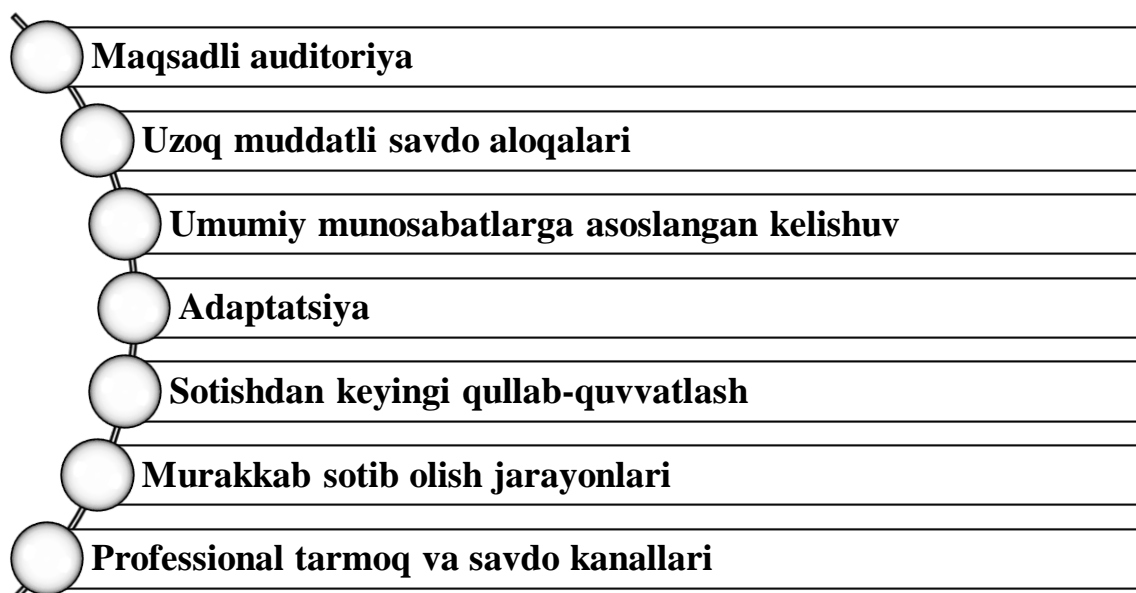 Maqsadli auditoriya
Uzoq muddatli savdo aloqalari
Umumiy munosabatlarga asoslangan kelishuv
Adaptatsiya
Sotishdan keyingi qullab-quvvatlash
Murakkab sotib olish jarayonlari
Professional tarmoq va savdo kanallari